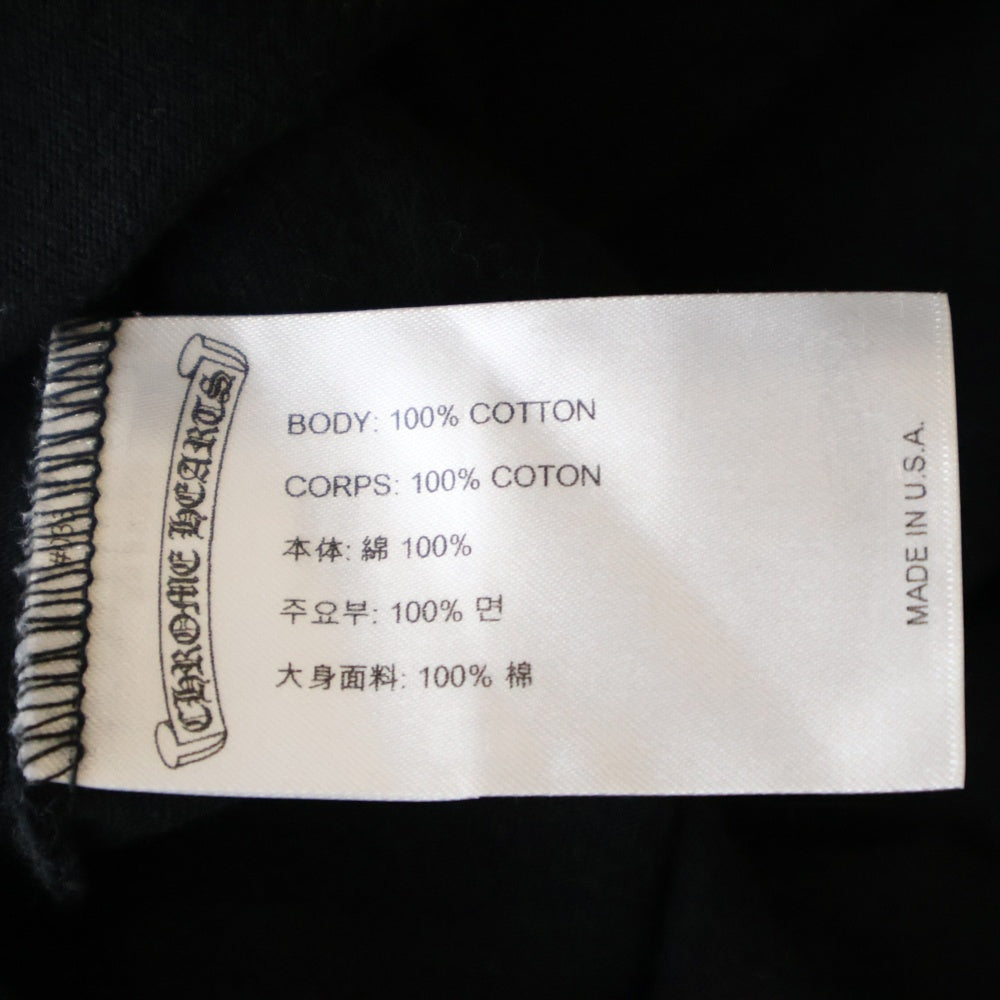 CHROME HEARTS
BODY: 100% COTTON
CORPS: 100% COTON
本体: 綿 100%
주요부: 100% 면
大身面料: 100% 棉
MADE IN U.S.A.